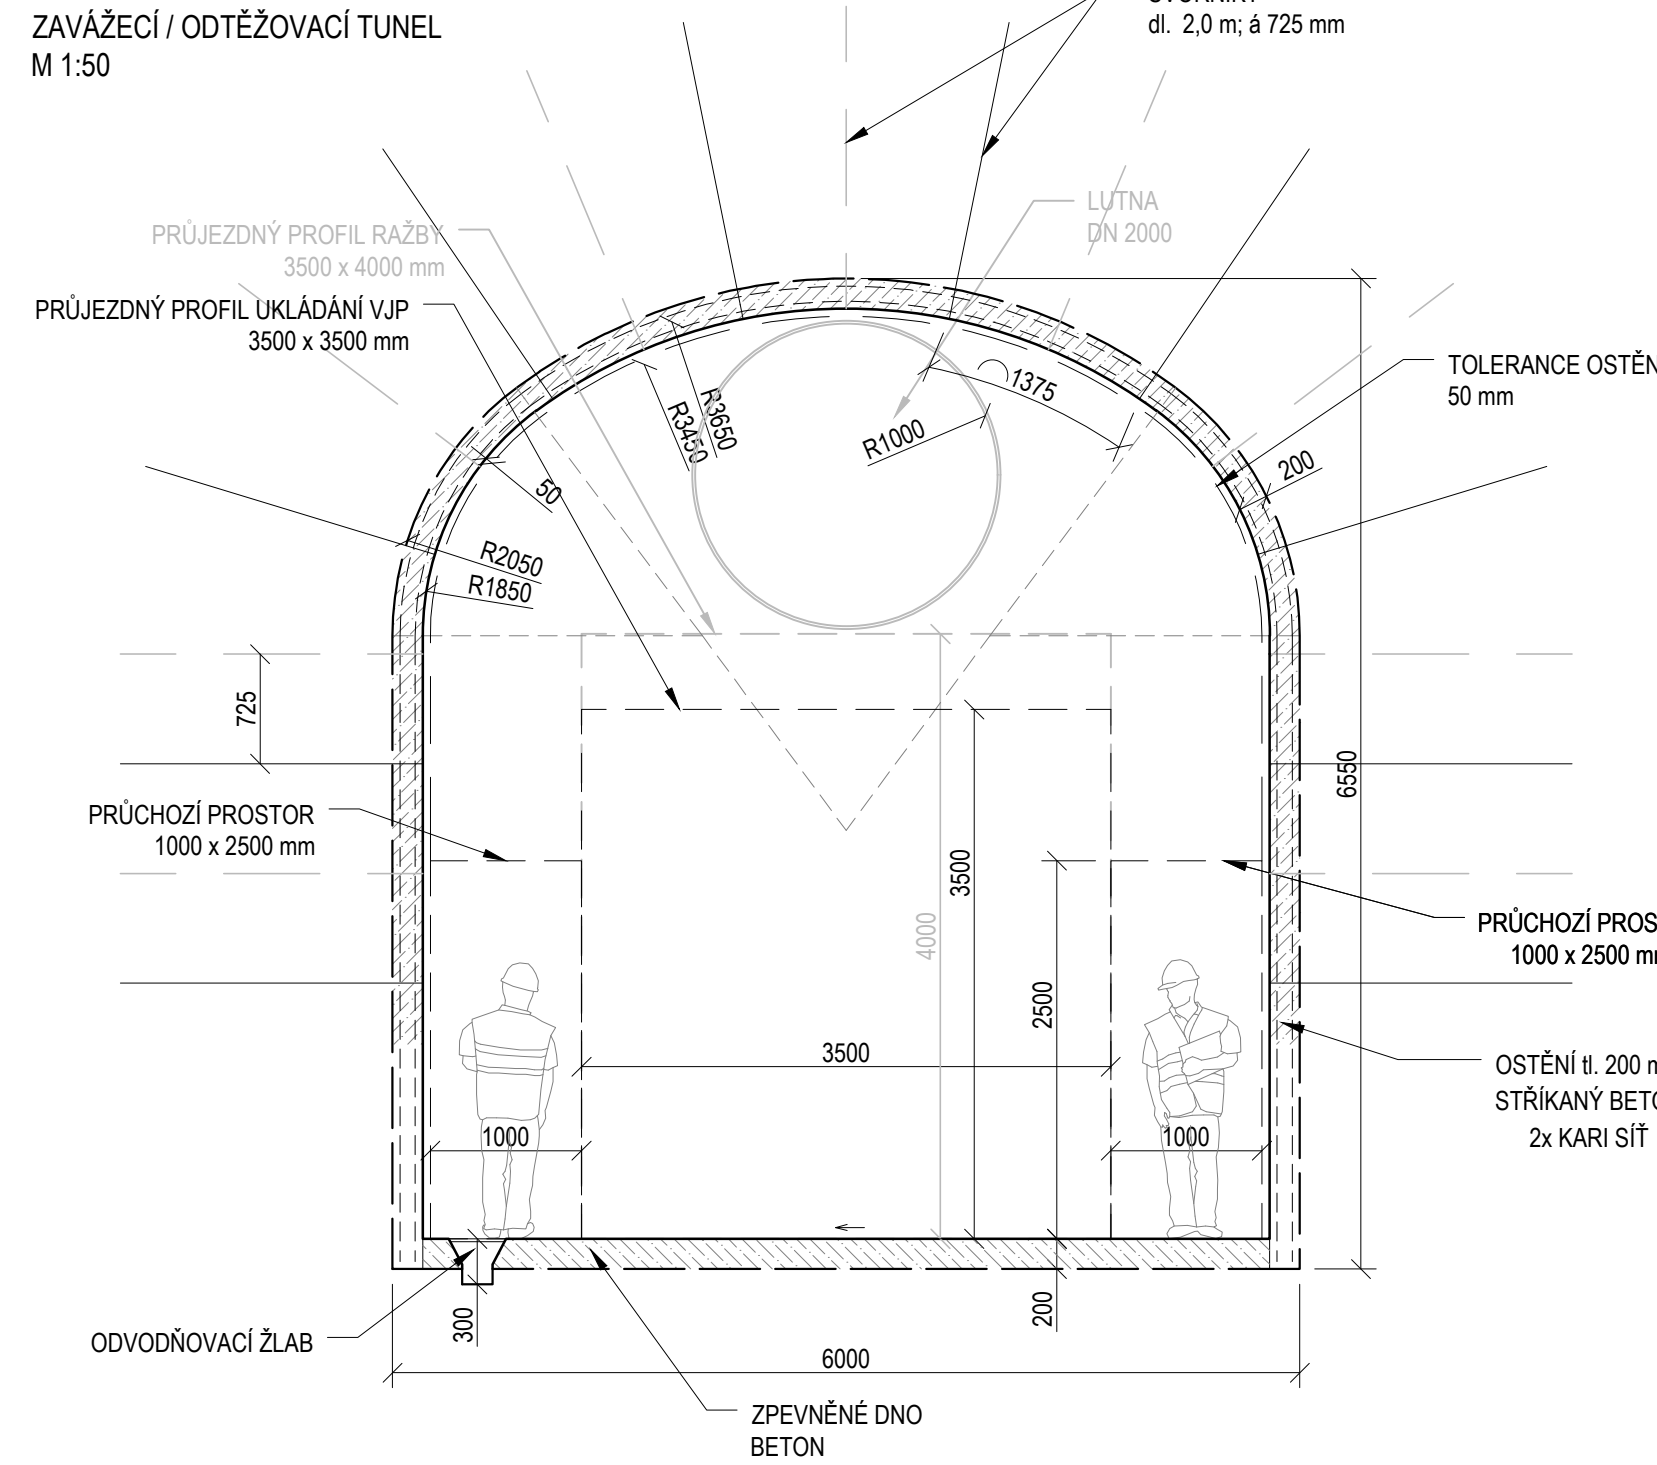 ZAVÁŽECÍ / ODTĚŽOVACÍ TUNEL
M 1:50
dl. 2,0 m; á 725 mm
LUTNA
DN 2000
PRŮJEZDNÝ PROFIL RAŽBY
3500 x 4000 mm
PRŮJEZDNÝ PROFIL UKLÁDÁNÍ VJP
3500 x 3500 mm
TOLERANCE OSTĚN
50 mm
1375
R3650
R3450
R1000
200
50
R2050
R1850
725
6550
PRŮCHOZÍ PROSTOR
1000 x 2500 mm
3500
4000
PRŮCHOZÍ PROS
1000 x 2500 m
2500
3500
OSTĚNÍ tl. 200 m
STŘÍKANÝ BETO
2x KARI SÍŤ
1000
1000
300
200
ODVODŇOVACÍ ŽLAB
6000
ZPEVNĚNÉ DNO
BETON